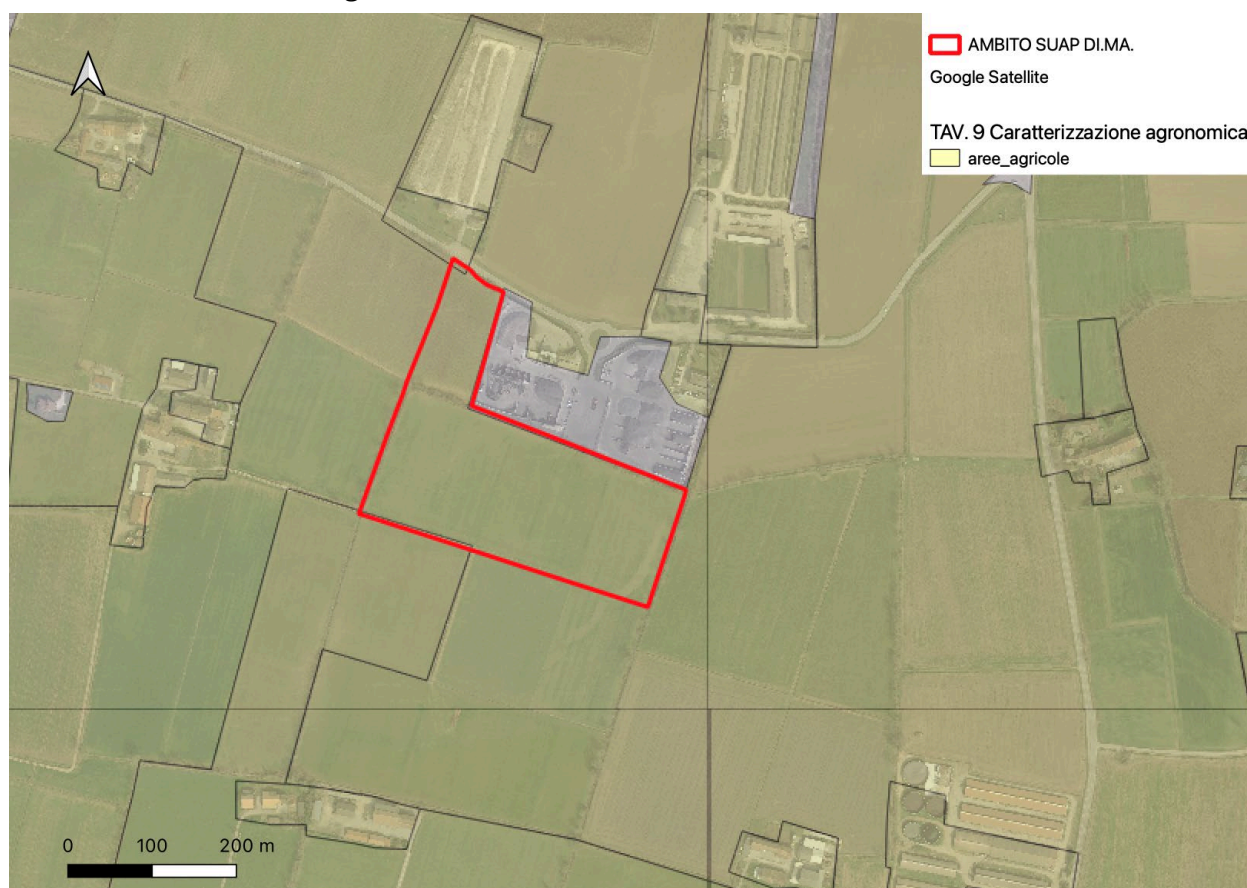 AMBITO SUAP DI.MA.
Google Satellite
TAV. 9 Caratterizzazione agronomica
aree_agricole
0 100 200 m